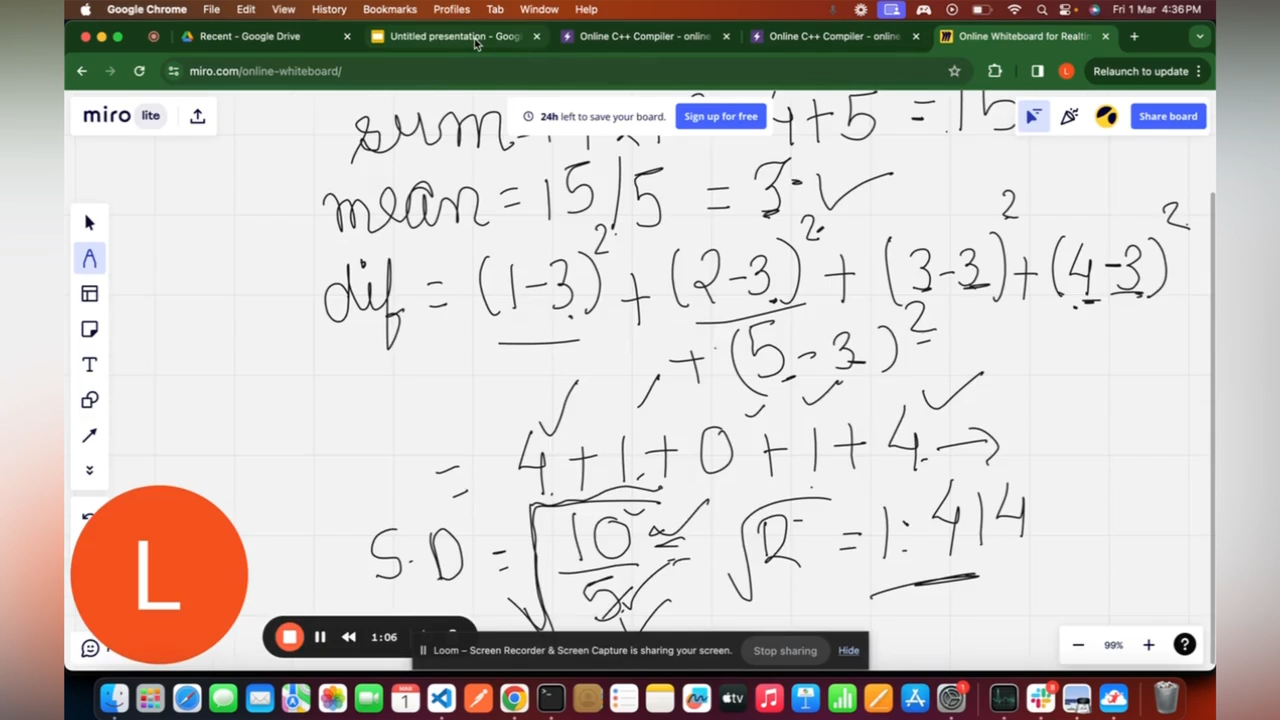 Google Chrome File Edit View History Bookmarks Profiles Tab Window Help Fri 1 Mar 4:36 PM
Recent - Google Drive Untitled presentation - Goog Online C++ Compiler - online Online C++ Compiler - online Online Whiteboard for Realti
miro.com/online-whiteboard/ L Relaunch to update
miro lite 24h left to save your board. Sign up for free Share board
sum= 4+5 = 15
mean = 15/5 = 3
dif = (1-3)² + (2-3)² + (3-3)² + (4-3)²
+ (5-3)²
= 4+1+0+1+4 →
S.D = √10/5 √2 = 1.414
L
1:06
Loom – Screen Recorder & Screen Capture is sharing your screen. Stop sharing Hide
99%